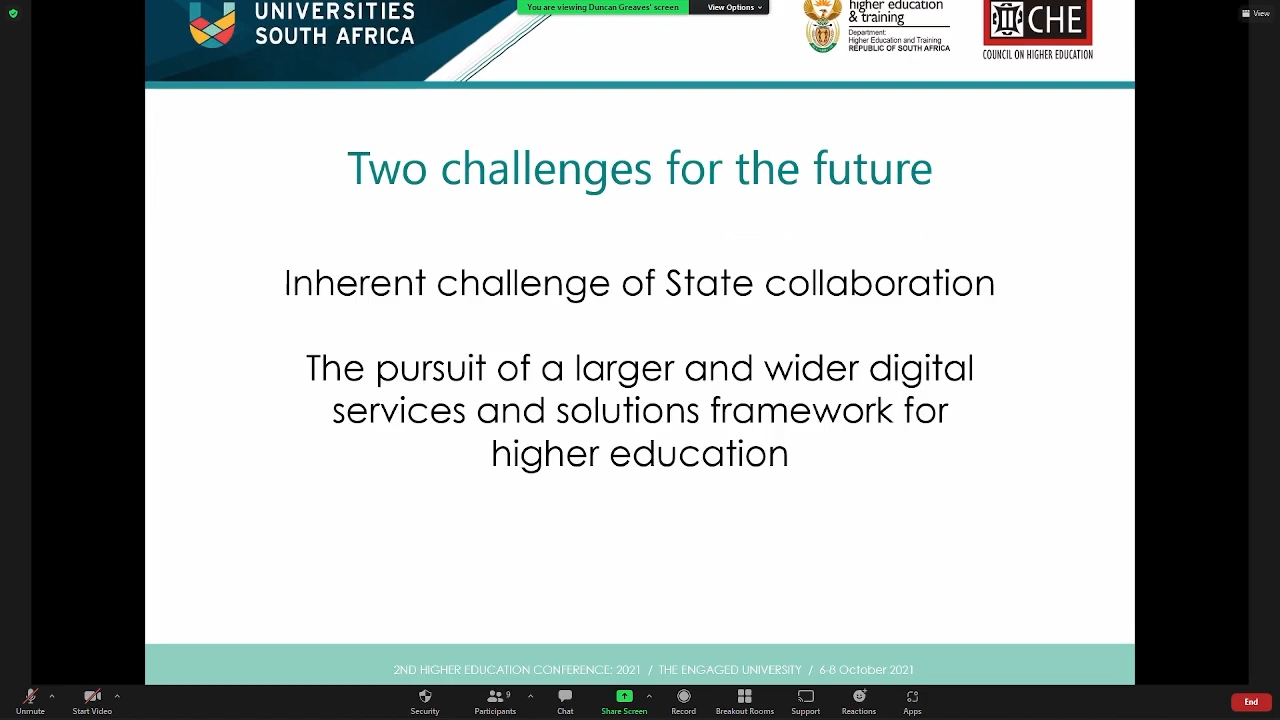 You are viewing Duncan Greaves' screen
View Options
View
UNIVERSITIES
SOUTH AFRICA
higher education
& training
Department:
Higher Education and Training
REPUBLIC OF SOUTH AFRICA
CHE
COUNCIL ON HIGHER EDUCATION
Two challenges for the future
Inherent challenge of State collaboration
The pursuit of a larger and wider digital
services and solutions framework for
higher education
2ND HIGHER EDUCATION CONFERENCE: 2021 / THE ENGAGED UNIVERSITY / 6-8 October 2021
Unmute
Start Video
Security
Participants
9
Chat
Share Screen
Record
Breakout Rooms
Support
Reactions
Apps
End